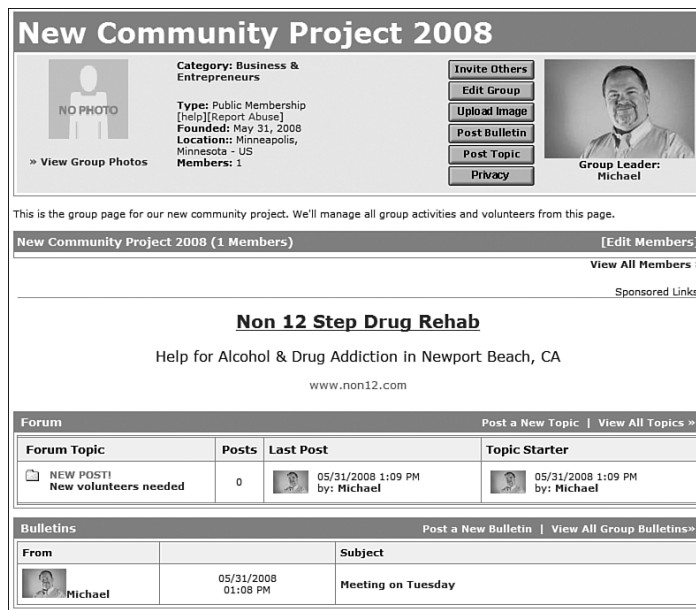 New Community Project 2008
NO PHOTO
» View Group Photos
Category: Business &
Entrepreneurs
Type: Public Membership
[help][Report Abuse]
Founded: May 31, 2008
Location:: Minneapolis,
Minnesota - US
Members: 1
Invite Others
Edit Group
Upload Image
Post Bulletin
Post Topic
Privacy
Group Leader:
Michael
This is the group page for our new community project. We'll manage all group activities and volunteers from this page.
New Community Project 2008 (1 Members) [Edit Members]
View All Members
Sponsored Links
Non 12 Step Drug Rehab
Help for Alcohol & Drug Addiction in Newport Beach, CA
www.non12.com
Forum Post a New Topic | View All Topics »
Forum Topic Posts Last Post Topic Starter
NEW POST!
New volunteers needed
0
05/31/2008 1:09 PM
by: Michael
05/31/2008 1:09 PM
by: Michael
Bulletins Post a New Bulletin | View All Group Bulletins»
From Subject
Michael
05/31/2008
01:08 PM
Meeting on Tuesday